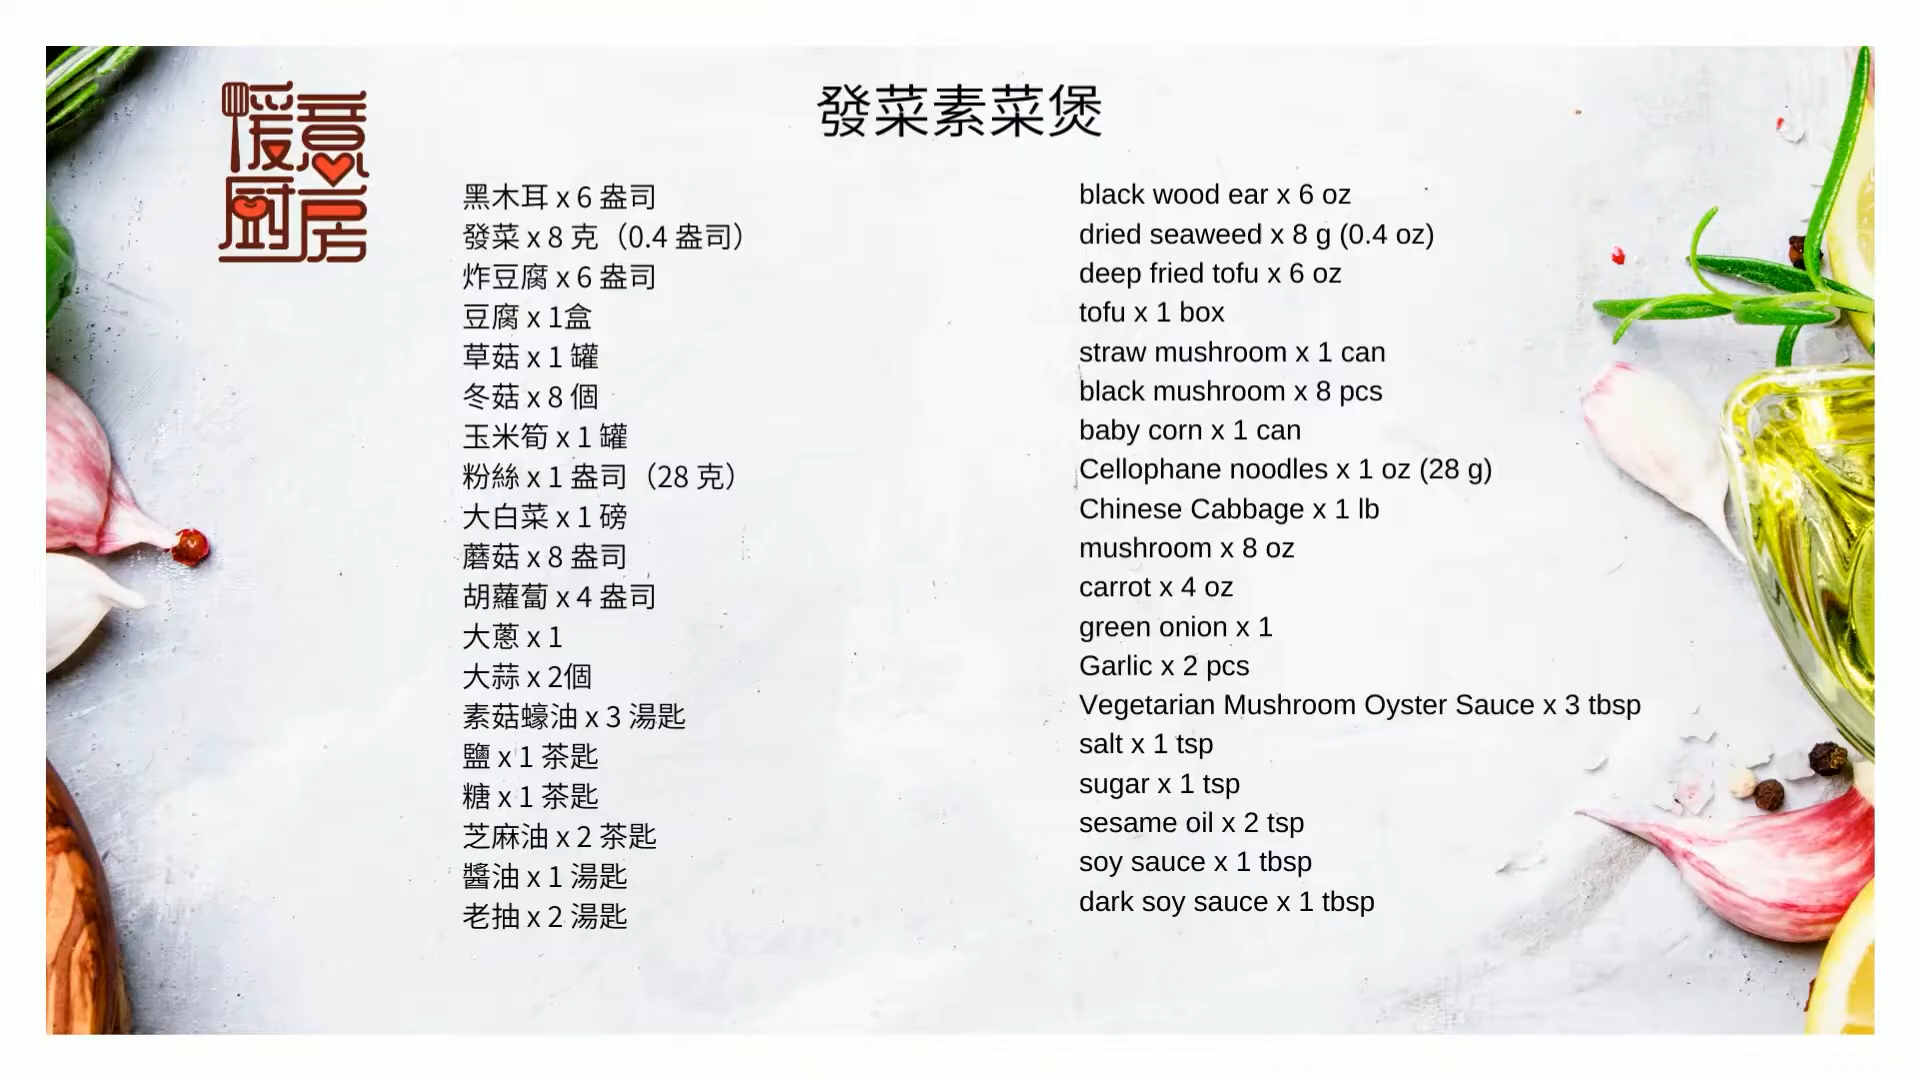 暖意
厨房
發菜素菜煲
黑木耳 x 6 盎司
發菜 x 8 克（0.4 盎司）
炸豆腐 x 6 盎司
豆腐 x 1盒
草菇 x 1 罐
冬菇 x 8 個
玉米筍 x 1 罐
粉絲 x 1 盎司（28 克）
大白菜 x 1 磅
蘑菇 x 8 盎司
胡蘿蔔 x 4 盎司
大蔥 x 1
大蒜 x 2個
素菇蠔油 x 3 湯匙
鹽 x 1 茶匙
糖 x 1 茶匙
芝麻油 x 2 茶匙
醬油 x 1 湯匙
老抽 x 2 湯匙
black wood ear x 6 oz
dried seaweed x 8 g (0.4 oz)
deep fried tofu x 6 oz
tofu x 1 box
straw mushroom x 1 can
black mushroom x 8 pcs
baby corn x 1 can
Cellophane noodles x 1 oz (28 g)
Chinese Cabbage x 1 lb
mushroom x 8 oz
carrot x 4 oz
green onion x 1
Garlic x 2 pcs
Vegetarian Mushroom Oyster Sauce x 3 tbsp
salt x 1 tsp
sugar x 1 tsp
sesame oil x 2 tsp
soy sauce x 1 tbsp
dark soy sauce x 1 tbsp